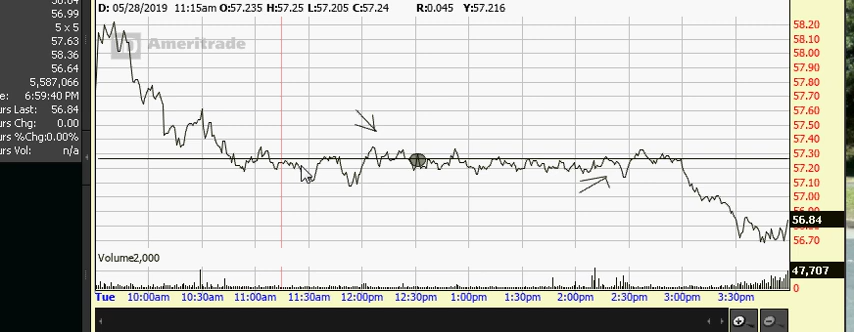 D: 05/28/2019 11:15am O:57.235 H:57.25 L:57.205 C:57.24 R:0.045 Y:57.216
Ameritrade
56.99
5 x 5
57.63
58.36
56.64
5,587,066
e: 6:59:40 PM
urs Last: 56.84
urs Chg: 0.00
urs %Chg:0.00%
urs Vol: n/a
58.20
58.10
58.00
57.90
57.80
57.70
57.60
57.50
57.40
57.30
57.20
57.10
57.00
56.90
56.84
56.70
Volume2,000
47,707
0
Tue 10:00am 10:30am 11:00am 11:30am 12:00pm 12:30pm 1:00pm 1:30pm 2:00pm 2:30pm 3:00pm 3:30pm